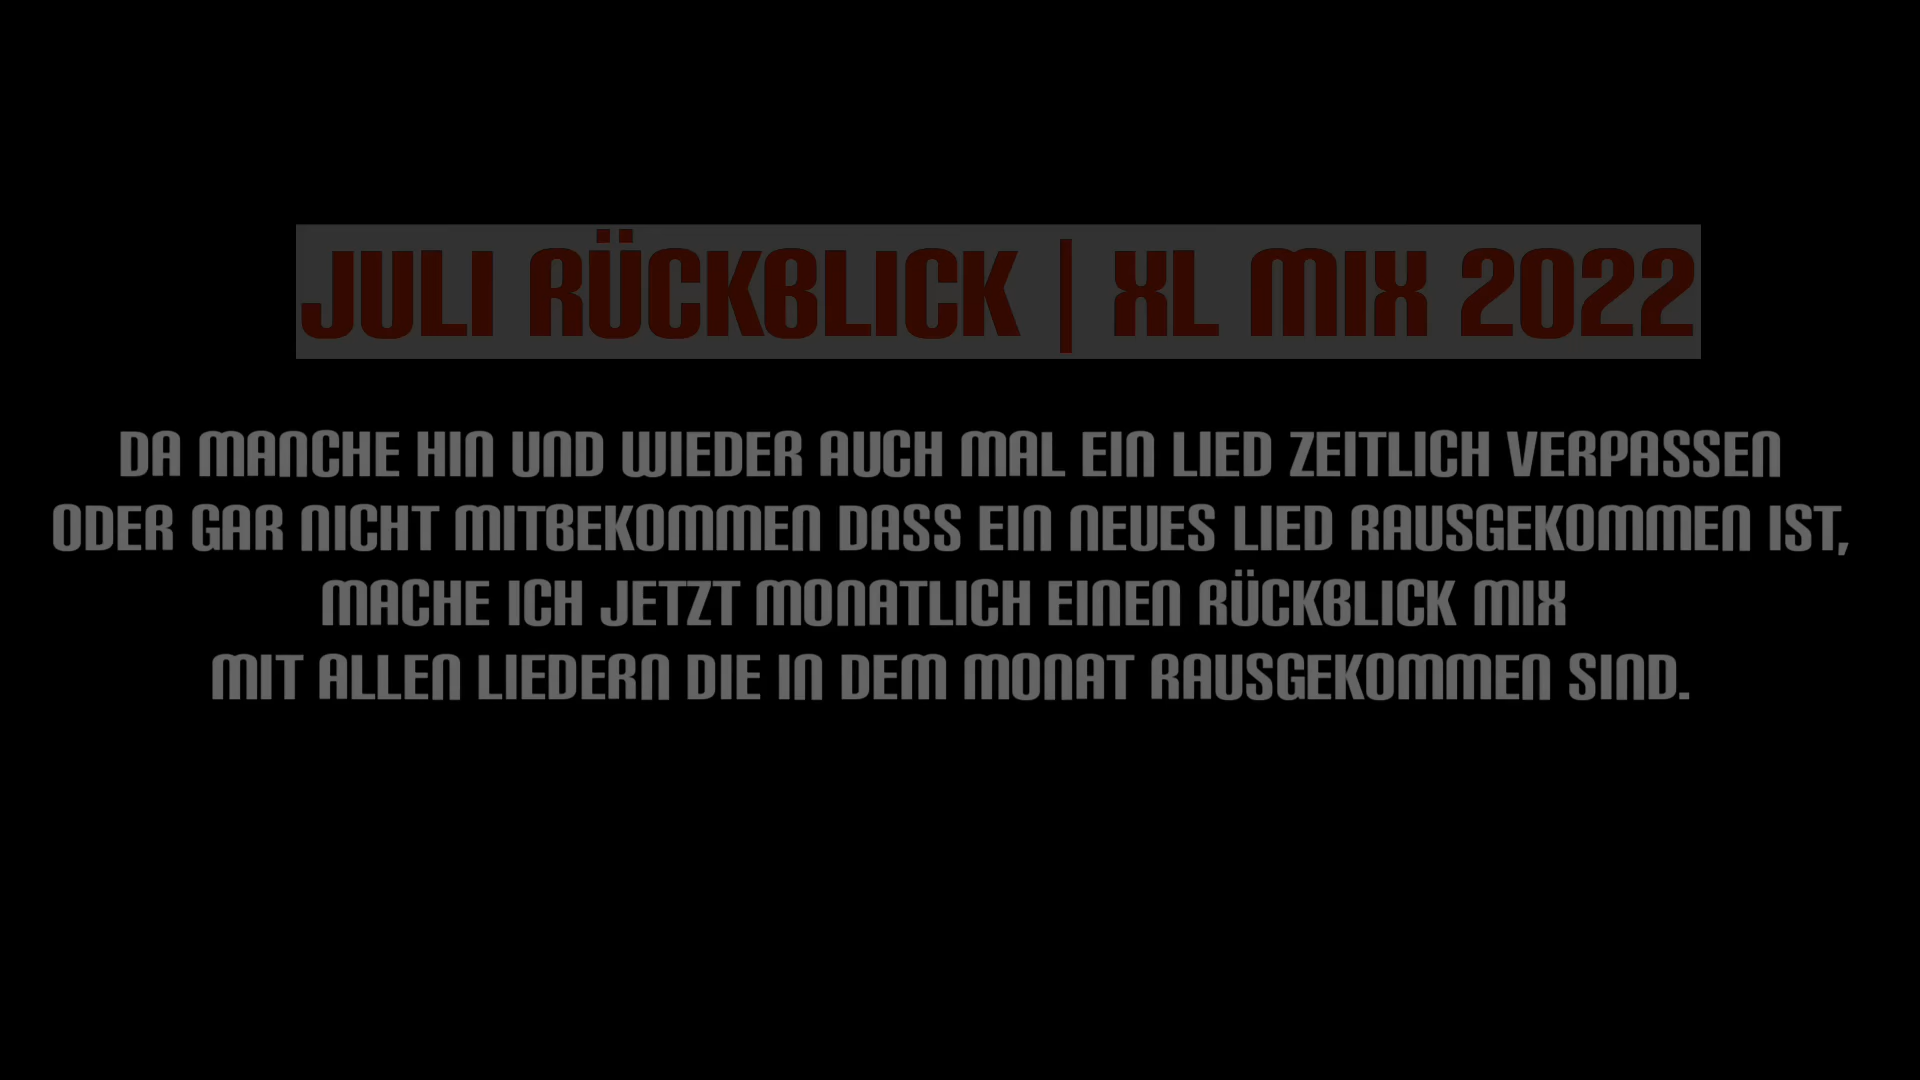 JULI RÜCKBLICK | XL MIX 2022
DA MANCHE HIN UND WIEDER AUCH MAL EIN LIED ZEITLICH VERPASSEN
ODER GAR NICHT MITBEKOMMEN DASS EIN NEUES LIED RAUSGEKOMMEN IST,
MACHE ICH JETZT MONATLICH EINEN RÜCKBLICK MIX
MIT ALLEN LIEDERN DIE IN DEM MONAT RAUSGEKOMMEN SIND.